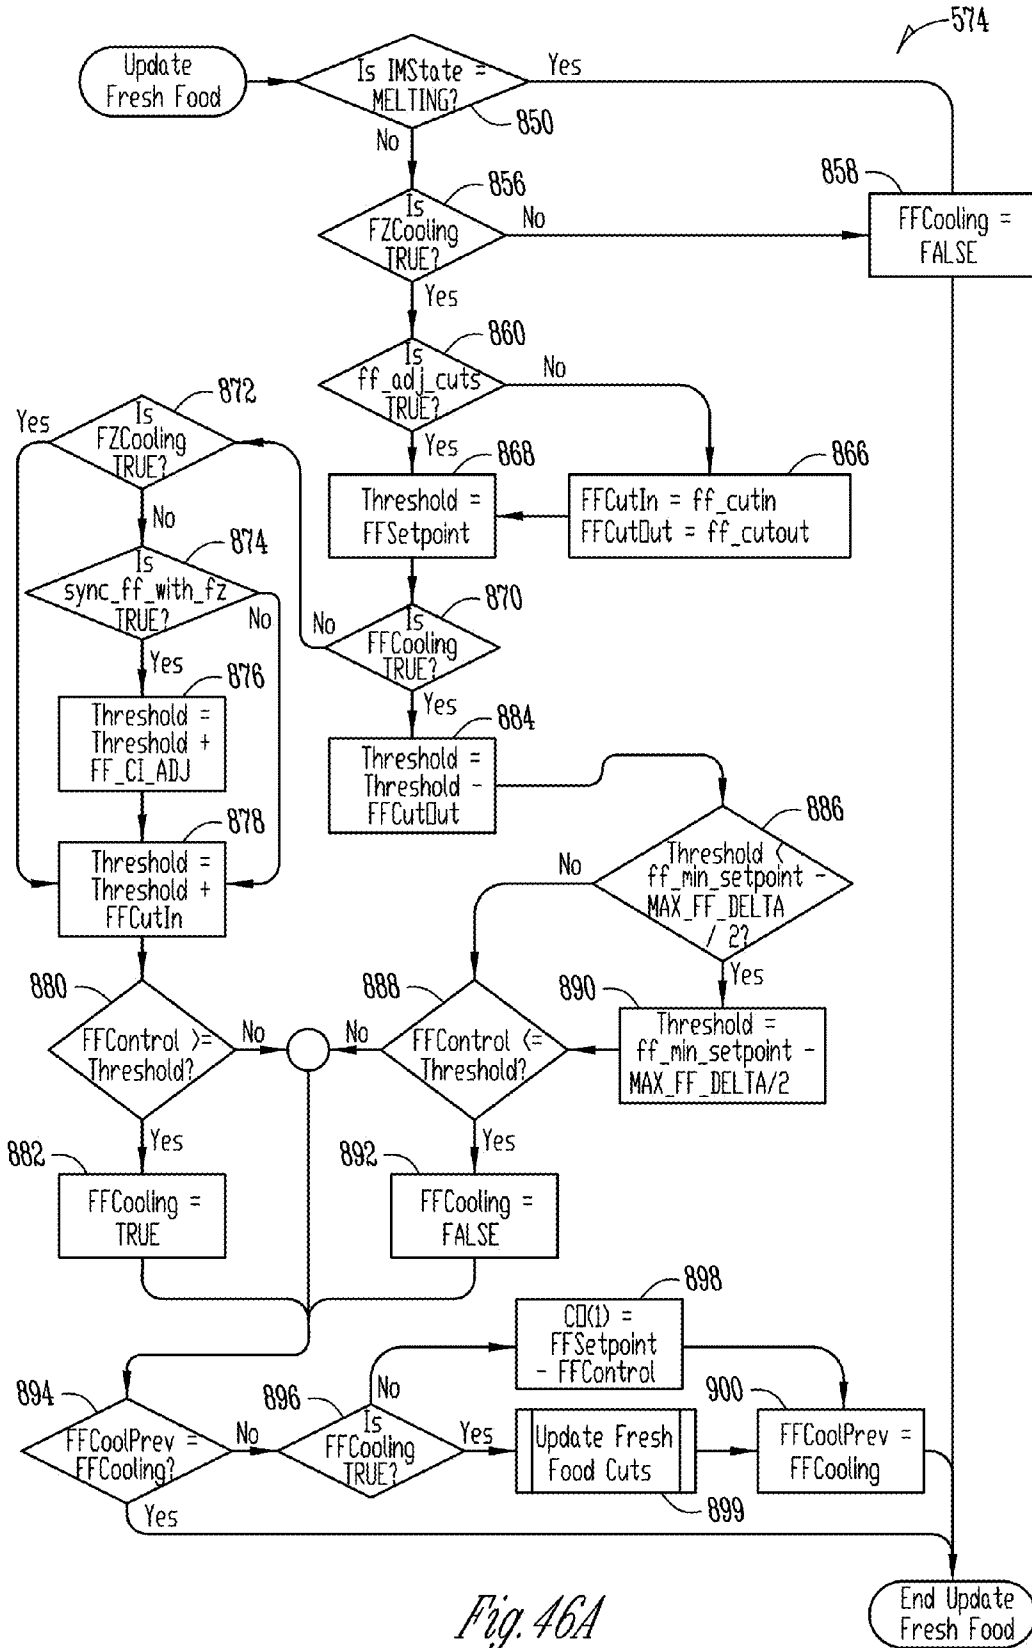 574
Update
Fresh Food
Is IMState =
MELTING?
850
Yes
No
858
FFCooling =
FALSE
856
Is
FZCooling
TRUE?
No
Yes
860
Is
ff_adj_cuts
TRUE?
No
Yes
872
Is
FZCooling
TRUE?
Yes
No
868
Threshold =
FFSetpoint
866
FFCutIn = ff_cutin
FFCutOut = ff_cutout
874
Is
sync_ff_with_fz
TRUE?
No
Yes
870
Is
FFCooling
TRUE?
No
Yes
876
Threshold =
Threshold +
FF_CI_ADJ
884
Threshold =
Threshold -
FFCutOut
878
Threshold =
Threshold +
FFCutIn
886
Threshold <
ff_min_setpoint -
MAX_FF_DELTA
/ 2?
No
Yes
880
FFControl >=
Threshold?
No
Yes
888
FFControl <=
Threshold?
No
Yes
890
Threshold =
ff_min_setpoint -
MAX_FF_DELTA/2
882
FFCooling =
TRUE
892
FFCooling =
FALSE
898
CO(1) =
FFSetpoint
- FFControl
894
FFCoolPrev =
FFCooling?
No
Yes
896
Is
FFCooling
TRUE?
No
Yes
Update Fresh
Food Cuts
899
900
FFCoolPrev =
FFCooling
End Update
Fresh Food
Fig. 46A